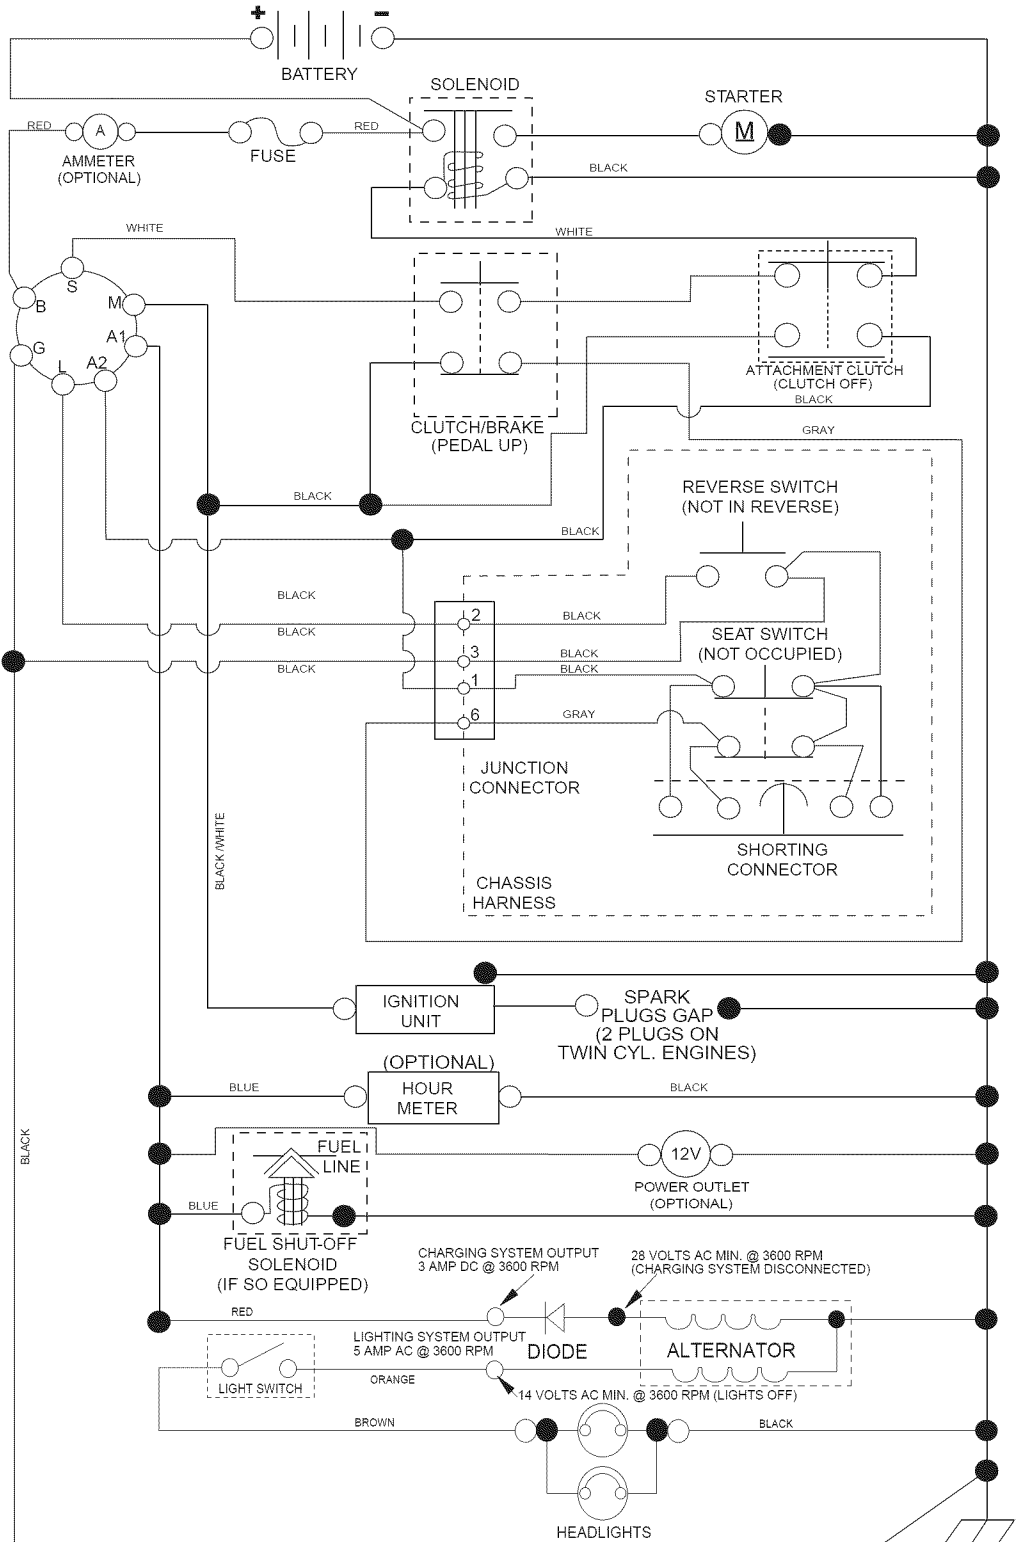 + −
BATTERY
SOLENOID
STARTER
RED
A
RED
M
FUSE
AMMETER
(OPTIONAL)
BLACK
WHITE
WHITE
S
B
M
A1
G
A2
L
ATTACHMENT CLUTCH
(CLUTCH OFF)
BLACK
CLUTCH/BRAKE
(PEDAL UP)
GRAY
REVERSE SWITCH
(NOT IN REVERSE)
BLACK
BLACK
BLACK
2
BLACK
BLACK
SEAT SWITCH
(NOT OCCUPIED)
3
BLACK
BLACK
BLACK
1
6
GRAY
JUNCTION
CONNECTOR
BLACK/WHITE
SHORTING
CONNECTOR
CHASSIS
HARNESS
IGNITION
UNIT
SPARK
PLUGS GAP
(2 PLUGS ON
TWIN CYL. ENGINES)
(OPTIONAL)
BLUE
HOUR
METER
BLACK
BLACK
FUEL
LINE
12V
POWER OUTLET
(OPTIONAL)
BLUE
FUEL SHUT-OFF
SOLENOID
(IF SO EQUIPPED)
CHARGING SYSTEM OUTPUT
3 AMP DC @ 3600 RPM
28 VOLTS AC MIN. @ 3600 RPM
(CHARGING SYSTEM DISCONNECTED)
RED
LIGHTING SYSTEM OUTPUT
5 AMP AC @ 3600 RPM
DIODE
ALTERNATOR
LIGHT SWITCH
ORANGE
14 VOLTS AC MIN. @ 3600 RPM (LIGHTS OFF)
BROWN
BLACK
HEADLIGHTS